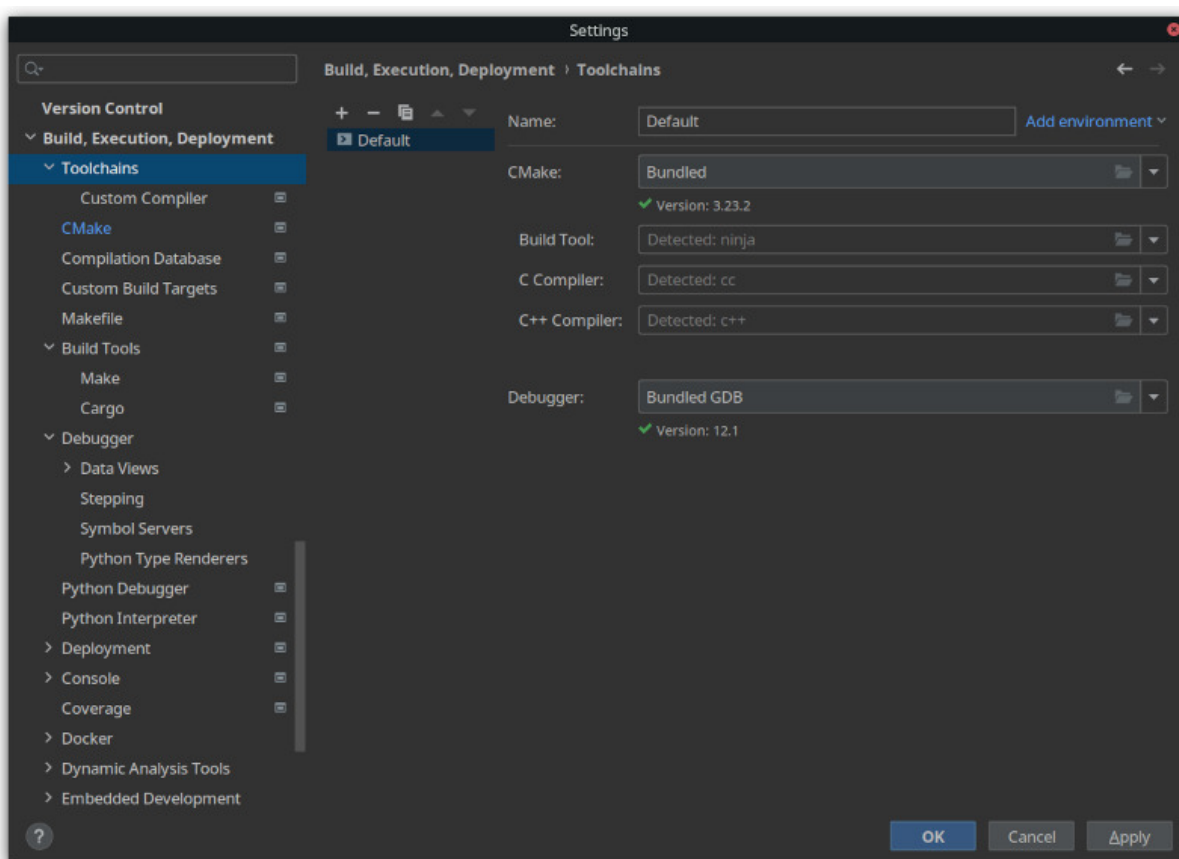 Settings
Version Control
Build, Execution, Deployment
Toolchains
Custom Compiler
CMake
Compilation Database
Custom Build Targets
Makefile
Build Tools
Make
Cargo
Debugger
Data Views
Stepping
Symbol Servers
Python Type Renderers
Python Debugger
Python Interpreter
Deployment
Console
Coverage
Docker
Dynamic Analysis Tools
Embedded Development
?
Build, Execution, Deployment › Toolchains
Default
Name: Default Add environment
CMake: Bundled
Version: 3.23.2
Build Tool: Detected: ninja
C Compiler: Detected: cc
C++ Compiler: Detected: c++
Debugger: Bundled GDB
Version: 12.1
OK Cancel Apply